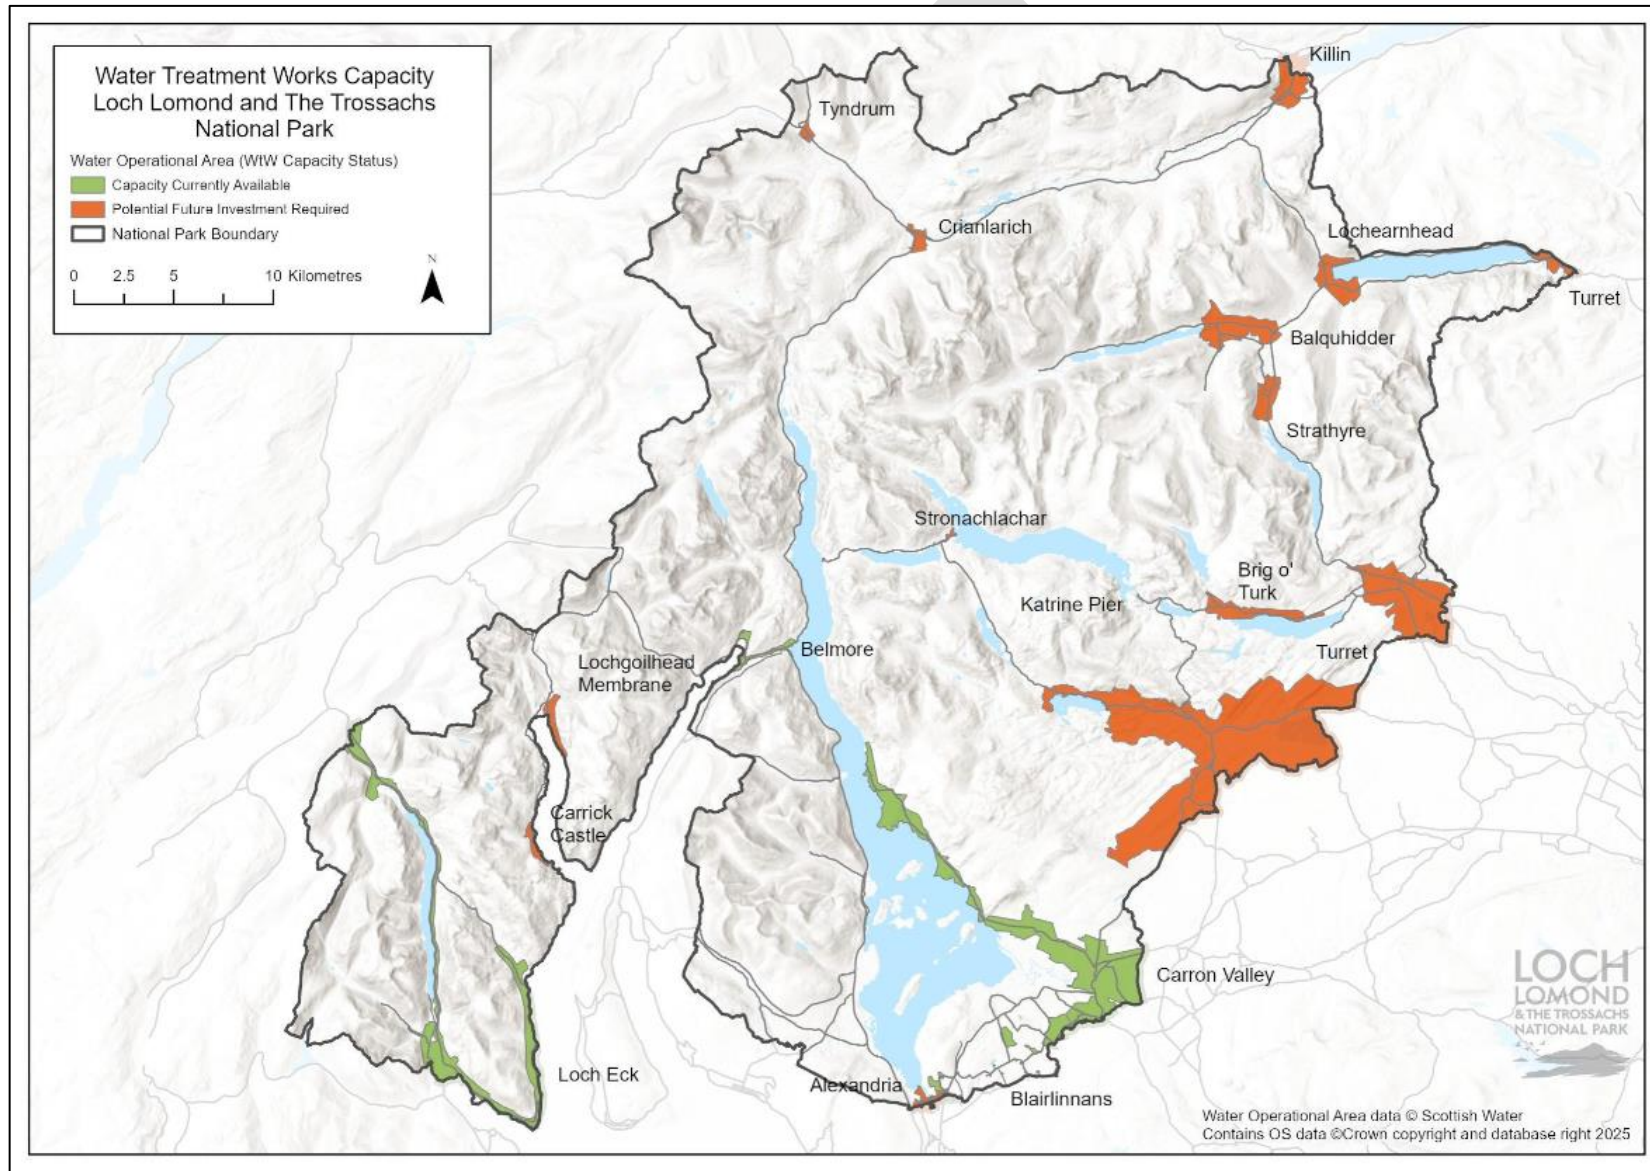 Water Treatment Works Capacity
Loch Lomond and The Trossachs
National Park
Water Operational Area (WtW Capacity Status)
Capacity Currently Available
Potential Future Investment Required
National Park Boundary
0 2.5 5 10 Kilometres
N
Killin
Tyndrum
Crianlarich
Lochearnhead
Turret
Balquhidder
Strathyre
Stronachlachar
Brig o'
Turk
Katrine Pier
Turret
Belmore
Lochgoilhead
Membrane
Carrick
Castle
Carron Valley
Loch Eck
Alexandria
Blairlinnans
LOCH
LOMOND
& THE TROSSACHS
NATIONAL PARK
Water Operational Area data © Scottish Water
Contains OS data ©Crown copyright and database right 2025